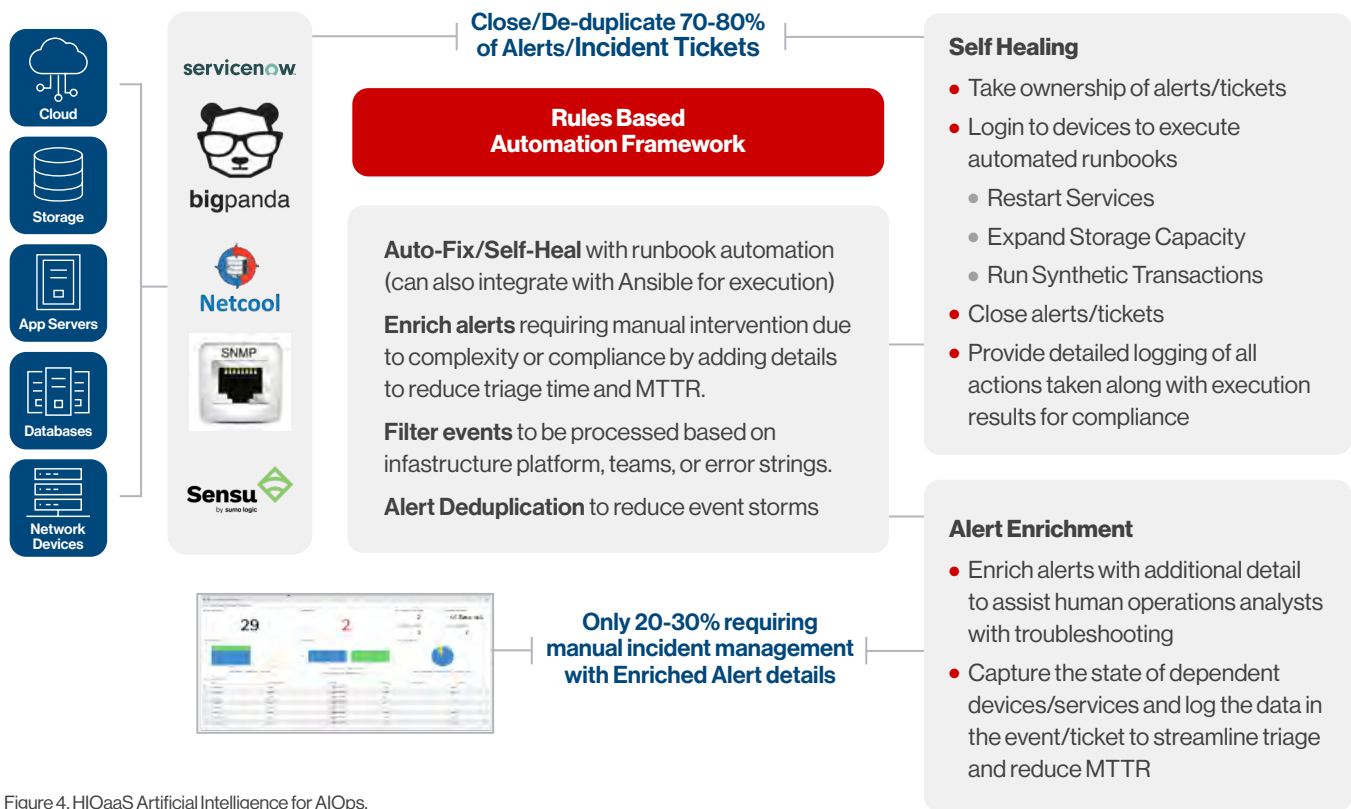 Cloud
Storage
App Servers
Databases
Network
Devices
servicenow
bigpanda
Netcool
SNMP
Sensu
by sumo logic
Close/De-duplicate 70-80%
of Alerts/Incident Tickets
Rules Based
Automation Framework
Auto-Fix/Self-Heal with runbook automation
(can also integrate with Ansible for execution)
Enrich alerts requiring manual intervention due
to complexity or compliance by adding details
to reduce triage time and MTTR.
Filter events to be processed based on
infastructure platform, teams, or error strings.
Alert Deduplication to reduce event storms
29
2
Only 20-30% requiring
manual incident management
with Enriched Alert details
Self Healing
• Take ownership of alerts/tickets
• Login to devices to execute
automated runbooks
• Restart Services
• Expand Storage Capacity
• Run Synthetic Transactions
• Close alerts/tickets
• Provide detailed logging of all
actions taken along with execution
results for compliance
Alert Enrichment
• Enrich alerts with additional detail
to assist human operations analysts
with troubleshooting
• Capture the state of dependent
devices/services and log the data in
the event/ticket to streamline triage
and reduce MTTR
Figure 4. HIOaaS Artificial Intelligence for AIOps.